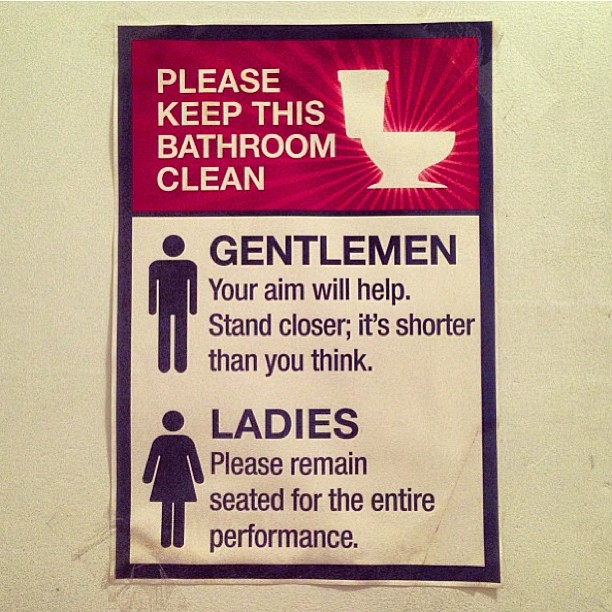 PLEASE
KEEP THIS
BATHROOM
CLEAN
GENTLEMEN
Your aim will help.
Stand closer; it's shorter
than you think.
LADIES
Please remain
seated for the entire
performance.